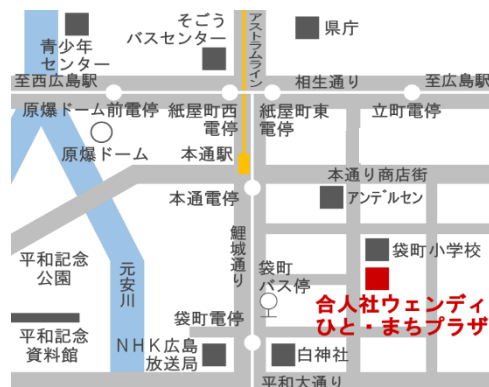 青少年
センター
そごう
バスセンター
アストラムライン
県庁
至西広島駅
相生通り
至広島駅
原爆ドーム前電停
紙屋町西
電停
紙屋町東
電停
立町電停
原爆ドーム
本通駅
本通り商店街
本通電停
アンデルセン
鯉城通り
平和記念
公園
元安川
袋町
バス停
袋町小学校
合人社ウェンディ
ひと・まちプラザ
袋町電停
平和記念
資料館
NHK広島
放送局
白神社
平和大通り